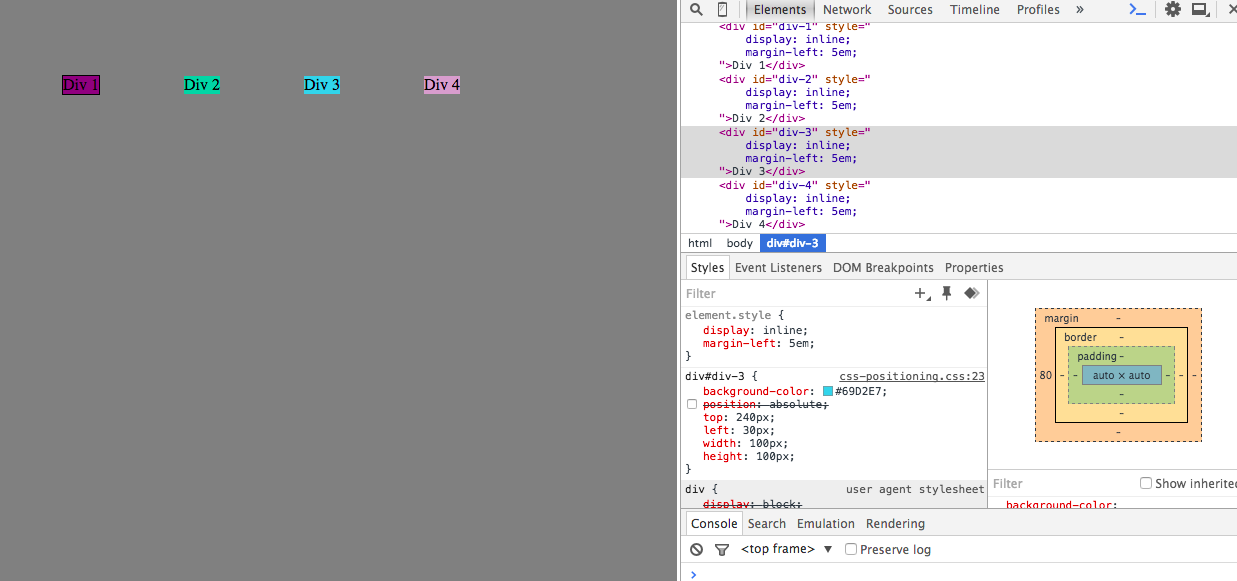 Div 1 Div 2 Div 3 Div 4
Elements Network Sources Timeline Profiles »
<div id="div-1" style="
display: inline;
margin-left: 5em;
">Div 1</div>
<div id="div-2" style="
display: inline;
margin-left: 5em;
">Div 2</div>
<div id="div-3" style="
display: inline;
margin-left: 5em;
">Div 3</div>
<div id="div-4" style="
display: inline;
margin-left: 5em;
">Div 4</div>
html body div#div-3
Styles Event Listeners DOM Breakpoints Properties
Filter
element.style {
display: inline;
margin-left: 5em;
}
div#div-3 { css-positioning.css:23
background-color: #69D2E7;
position: absolute;
top: 240px;
left: 30px;
width: 100px;
height: 100px;
}
div { user agent stylesheet
display: block;
margin -
border -
padding -
80 - - auto × auto - - -
-
-
-
Filter Show inherited
background-color:
Console Search Emulation Rendering
<top frame> ▼ Preserve log